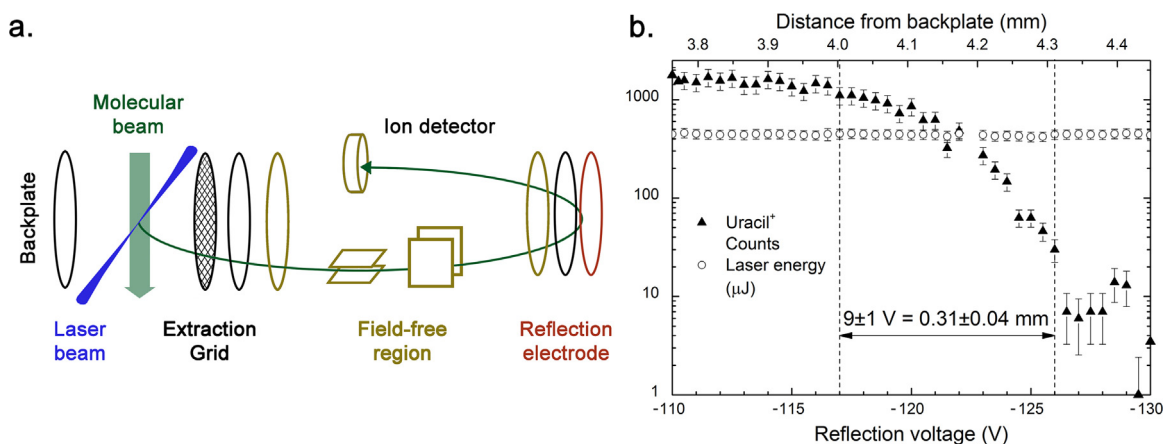 a.
Molecular
beam
Ion detector
Backplate
Laser
beam
Extraction
Grid
Field-free
region
Reflection
electrode
b.
Distance from backplate (mm)
3.8 3.9 4.0 4.1 4.2 4.3 4.4
1000
100
10
1
Uracil⁺
Counts
Laser energy
(μJ)
9±1 V = 0.31±0.04 mm
-110 -115 -120 -125 -130
Reflection voltage (V)